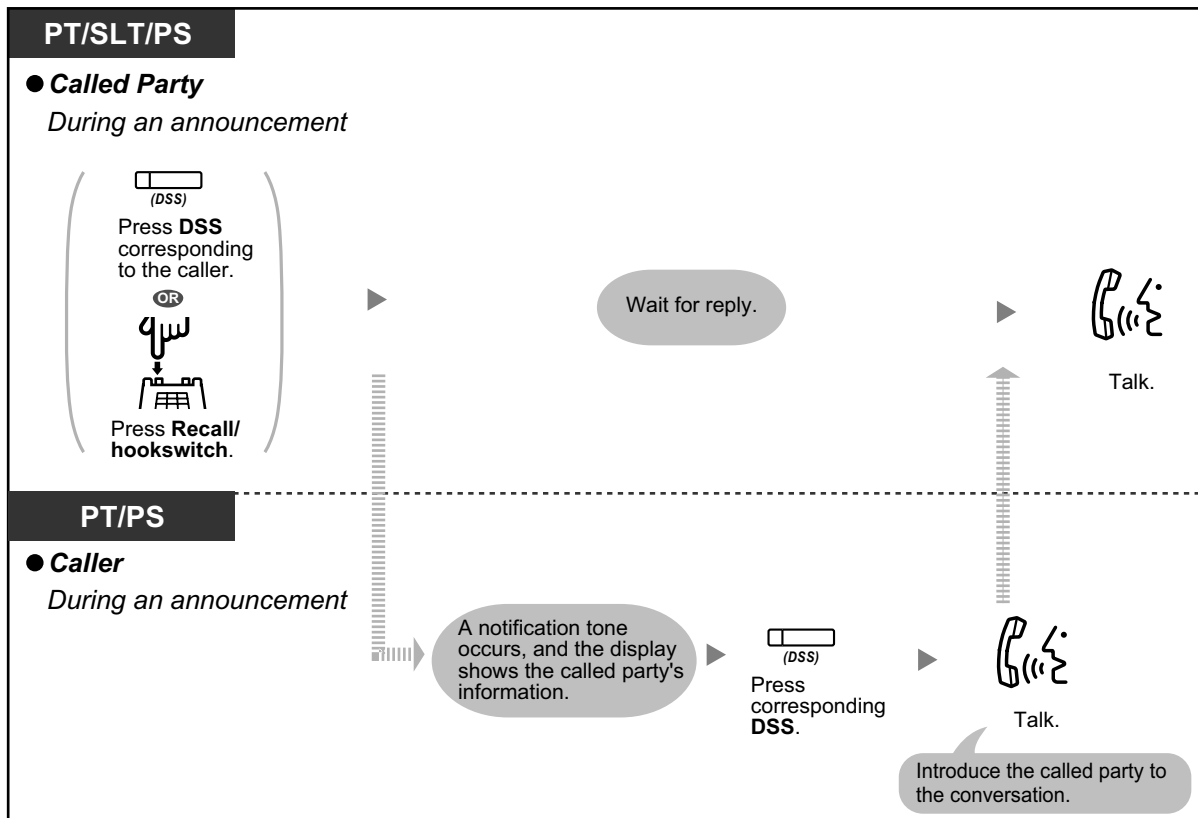 PT/SLT/PS
● Called Party
During an announcement
(DSS)
Press DSS
corresponding
to the caller.
OR
Press Recall/
hookswitch.
Wait for reply.
Talk.
PT/PS
● Caller
During an announcement
A notification tone
occurs, and the display
shows the called party's
information.
(DSS)
Press
corresponding
DSS.
Talk.
Introduce the called party to
the conversation.